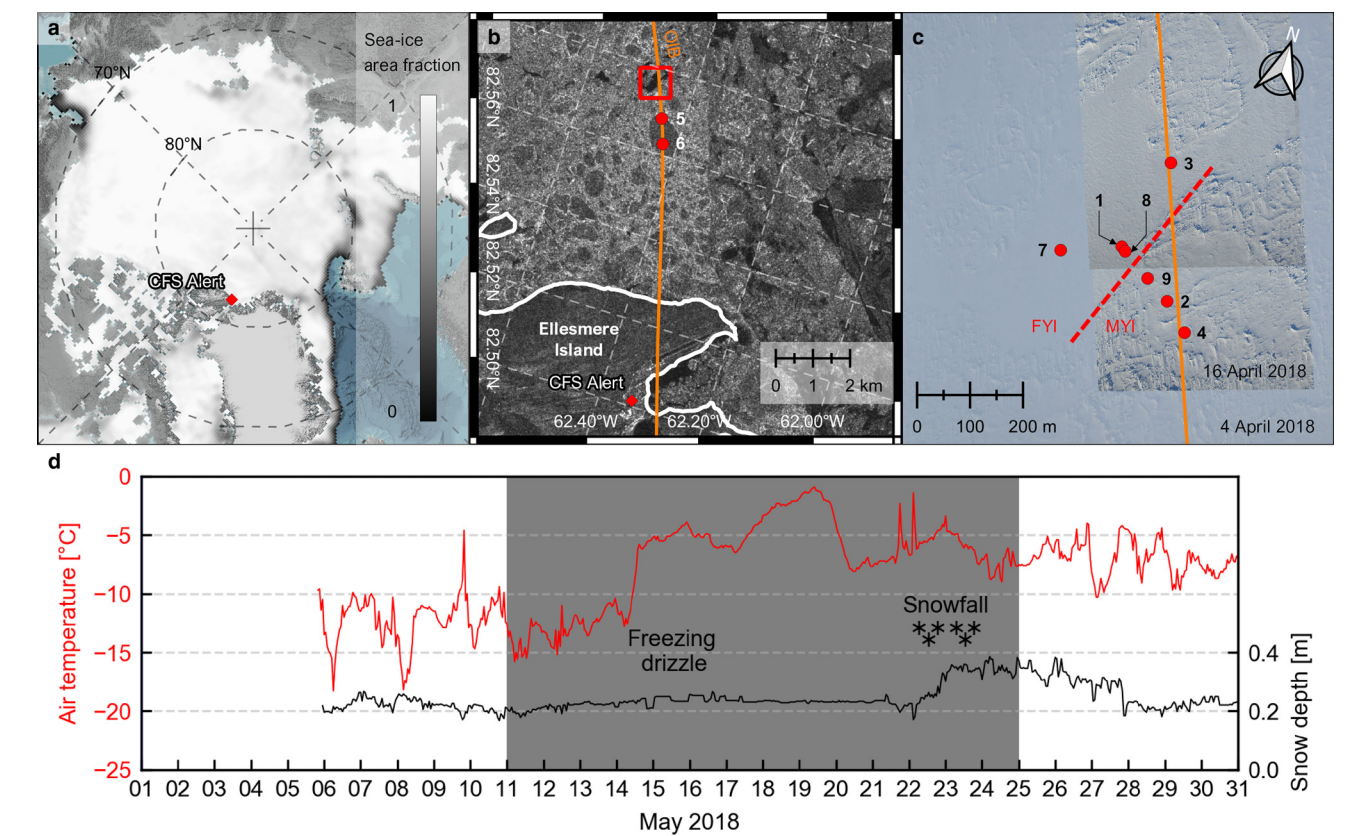 a
Sea-ice
area fraction
1
0
70°N
80°N
CFS Alert
b
OIB
5
6
82.56°N
82.54°N
82.52°N
82.50°N
Ellesmere
Island
CFS Alert
0 1 2 km
62.40°W 62.20°W 62.00°W
c
N
3
1 8
7
9
2
4
FYI MYI
16 April 2018
0 100 200 m
4 April 2018
d
Air temperature [°C]
0
−5
−10
−15
−20
−25
Freezing
drizzle
Snowfall
0.4
0.2
0.0
Snow depth [m]
01 02 03 04 05 06 07 08 09 10 11 12 13 14 15 16 17 18 19 20 21 22 23 24 25 26 27 28 29 30 31
May 2018